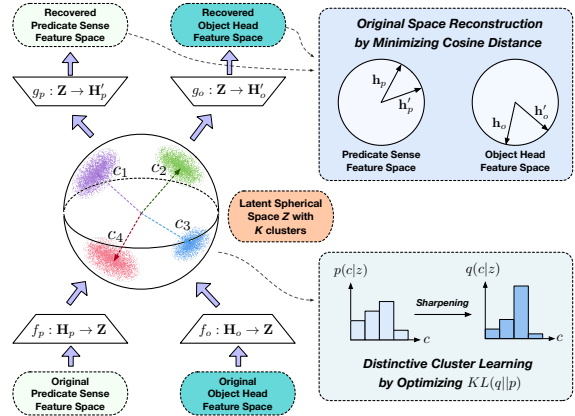 Recovered
Predicate Sense
Feature Space
Recovered
Object Head
Feature Space
Original Space Reconstruction
by Minimizing Cosine Distance
g_p : Z → H'_p
g_o : Z → H'_o
h_p
h'_p
h_o
h'_o
Predicate Sense
Feature Space
Object Head
Feature Space
c_1
c_2
c_3
c_4
Latent Spherical
Space Z with
K clusters
p(c|z)
q(c|z)
Sharpening
c
c
Distinctive Cluster Learning
by Optimizing KL(q||p)
f_p : H_p → Z
f_o : H_o → Z
Original
Predicate Sense
Feature Space
Original
Object Head
Feature Space